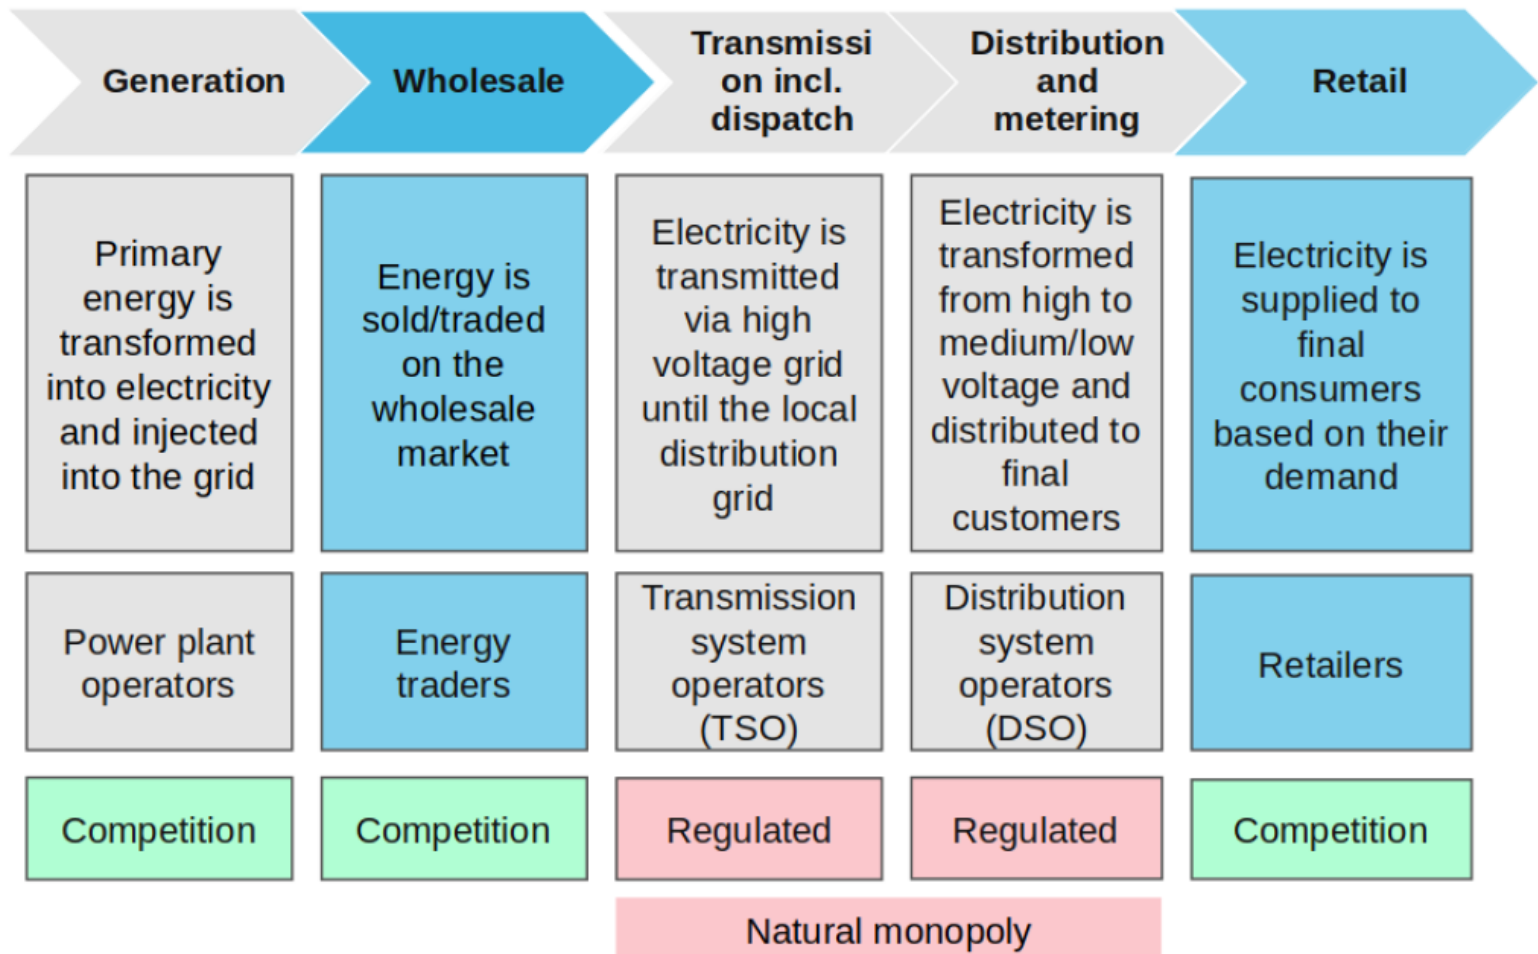 Generation
Wholesale
Transmissi
on incl.
dispatch
Distribution
and
metering
Retail
Primary
energy is
transformed
into electricity
and injected
into the grid
Energy is
sold/traded
on the
wholesale
market
Electricity is
transmitted
via high
voltage grid
until the local
distribution
grid
Electricity is
transformed
from high to
medium/low
voltage and
distributed to
final
customers
Electricity is
supplied to
final
consumers
based on their
demand
Power plant
operators
Energy
traders
Transmission
system
operators
(TSO)
Distribution
system
operators
(DSO)
Retailers
Competition
Competition
Regulated
Regulated
Competition
Natural monopoly